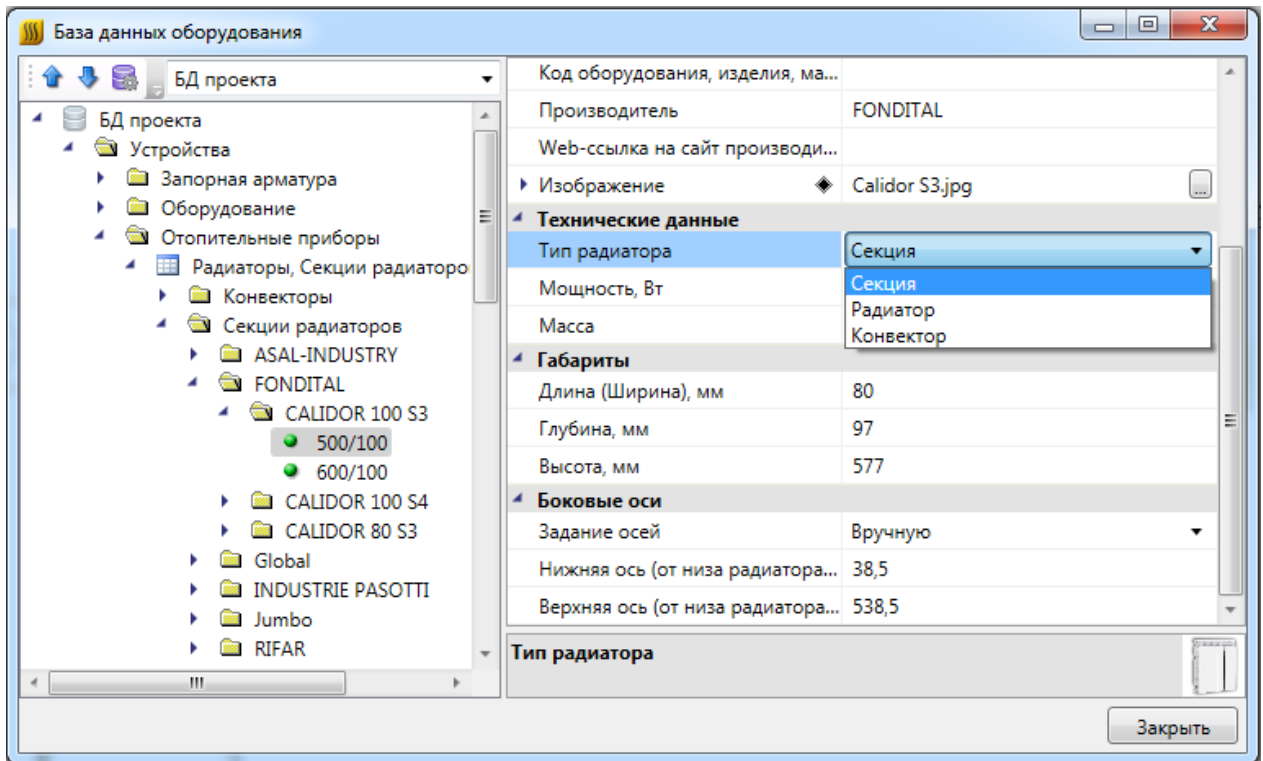 База данных оборудования
БД проекта
БД проекта
Устройства
Запорная арматура
Оборудование
Отопительные приборы
Радиаторы, Секции радиаторо
Конвекторы
Секции радиаторов
ASAL-INDUSTRY
FONDITAL
CALIDOR 100 S3
500/100
600/100
CALIDOR 100 S4
CALIDOR 80 S3
Global
INDUSTRIE PASOTTI
Jumbo
RIFAR
Код оборудования, изделия, ма...
Производитель FONDITAL
Web-ссылка на сайт производи...
Изображение Calidor S3.jpg ...
Технические данные
Тип радиатора Секция
Секция
Мощность, Вт
Радиатор
Масса
Конвектор
Габариты
Длина (Ширина), мм 80
Глубина, мм 97
Высота, мм 577
Боковые оси
Задание осей Вручную
Нижняя ось (от низа радиатора... 38,5
Верхняя ось (от низа радиатора... 538,5
Тип радиатора
Закрыть